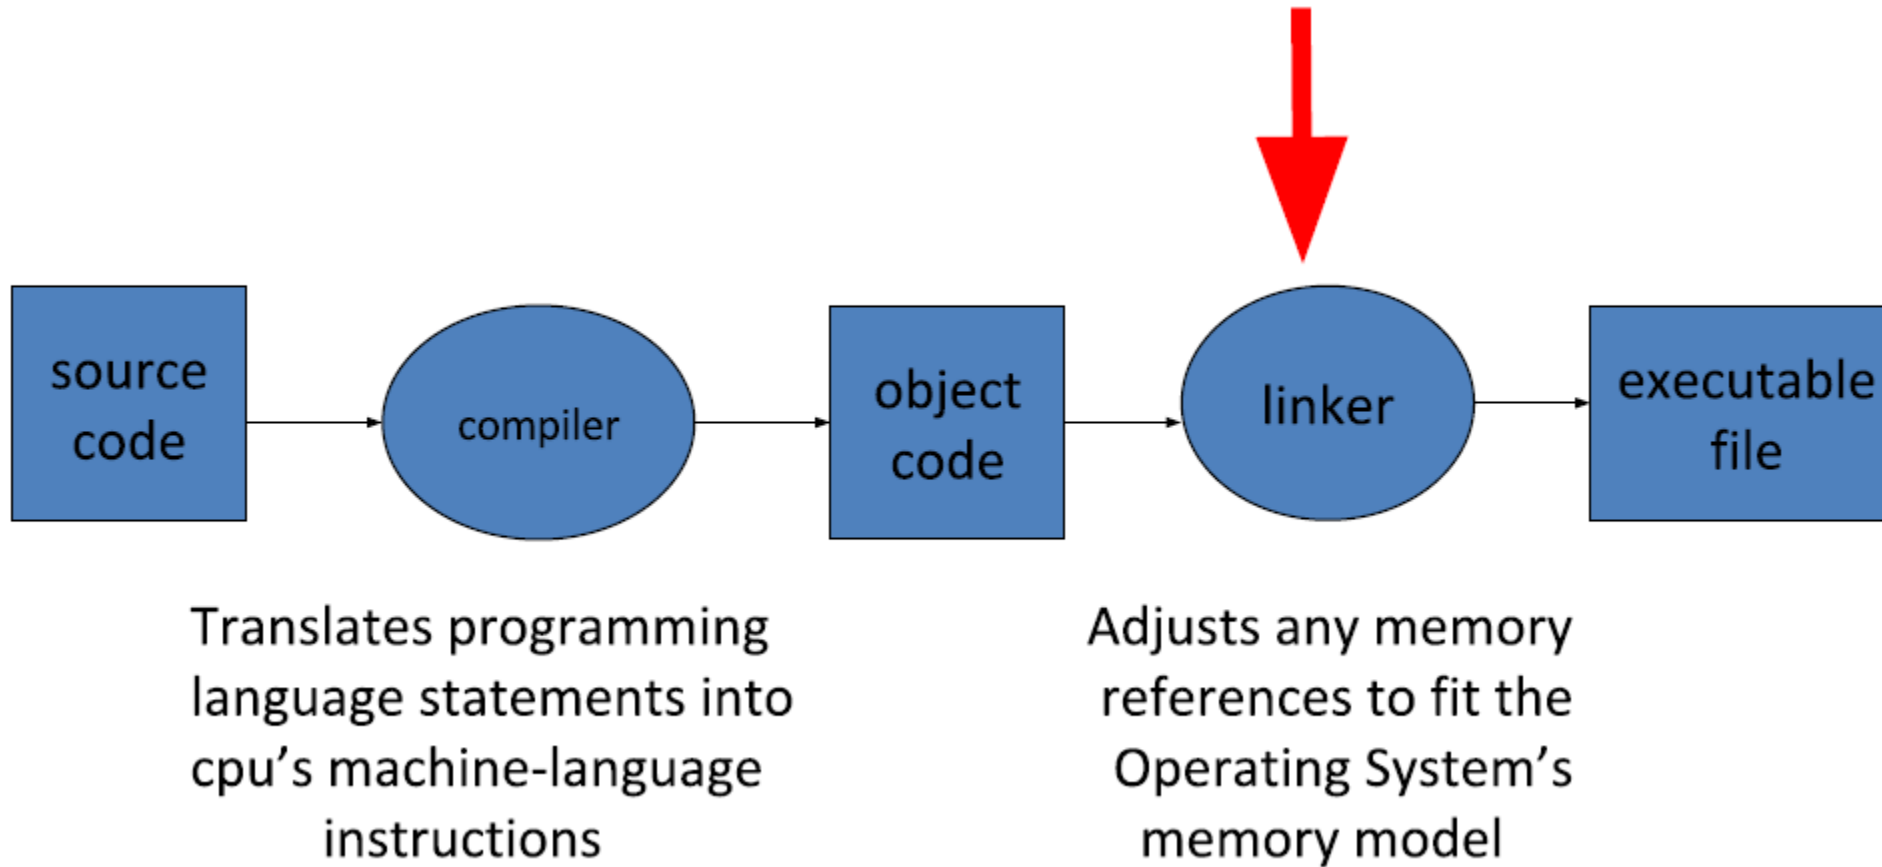 source
code
compiler
object
code
linker
executable
file
Translates programming
language statements into
cpu’s machine-language
instructions
Adjusts any memory
references to fit the
Operating System’s
memory model